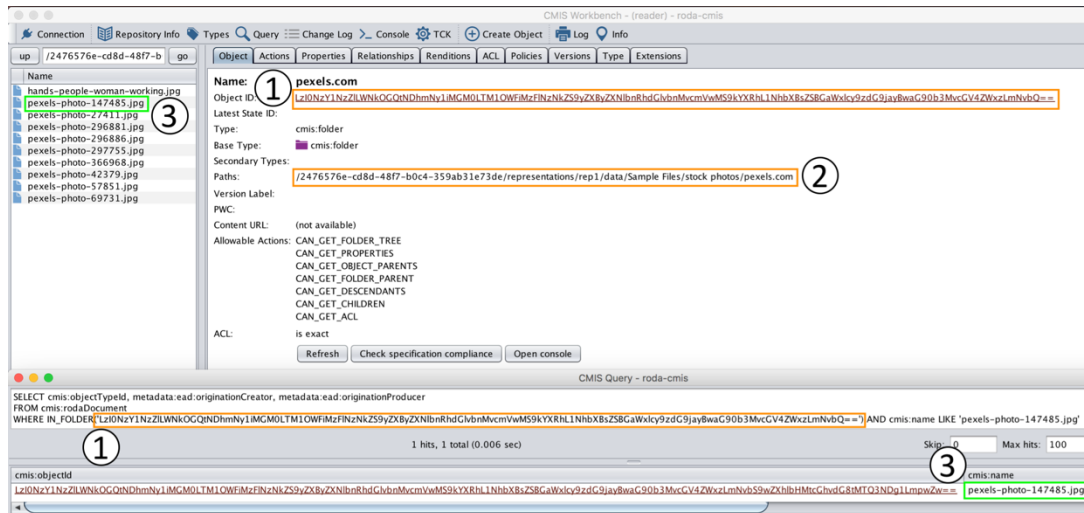 CMIS Workbench - (reader) - roda-cmis
Connection Repository Info Types Query Change Log Console TCK Create Object Log Info
up /2476576e-cd8d-48f7-b go Object Actions Properties Relationships Renditions ACL Policies Versions Type Extensions
Name
hands-people-woman-working.jpg
pexels-photo-147485.jpg
pexels-photo-27411.jpg
pexels-photo-296881.jpg
pexels-photo-296886.jpg
pexels-photo-297755.jpg
pexels-photo-366968.jpg
pexels-photo-42379.jpg
pexels-photo-57851.jpg
pexels-photo-69731.jpg
3
Name: pexels.com
1
Object ID:
Latest State ID:
Type: cmis:folder
Base Type: cmis:folder
Secondary Types:
Paths: /2476576e-cd8d-48f7-b0c4-359ab31e73de/representations/rep1/data/Sample Files/stock photos/pexels.com
2
Version Label:
PWC:
Content URL: (not available)
Allowable Actions: CAN_GET_FOLDER_TREE
CAN_GET_PROPERTIES
CAN_GET_OBJECT_PARENTS
CAN_GET_FOLDER_PARENT
CAN_GET_DESCENDANTS
CAN_GET_CHILDREN
CAN_GET_ACL
ACL: is exact
Refresh Check specification compliance Open console
CMIS Query - roda-cmis
SELECT cmis:objectTypeId, metadata:ead:originationCreator, metadata:ead:originationProducer
FROM cmis:rodaDocument
WHERE IN_FOLDER AND cmis:name LIKE 'pexels-photo-147485.jpg'
1
1 hits, 1 total (0.006 sec) Skip: 0 Max hits: 100
3
cmis:objectId cmis:name
pexels-photo-147485.jpg